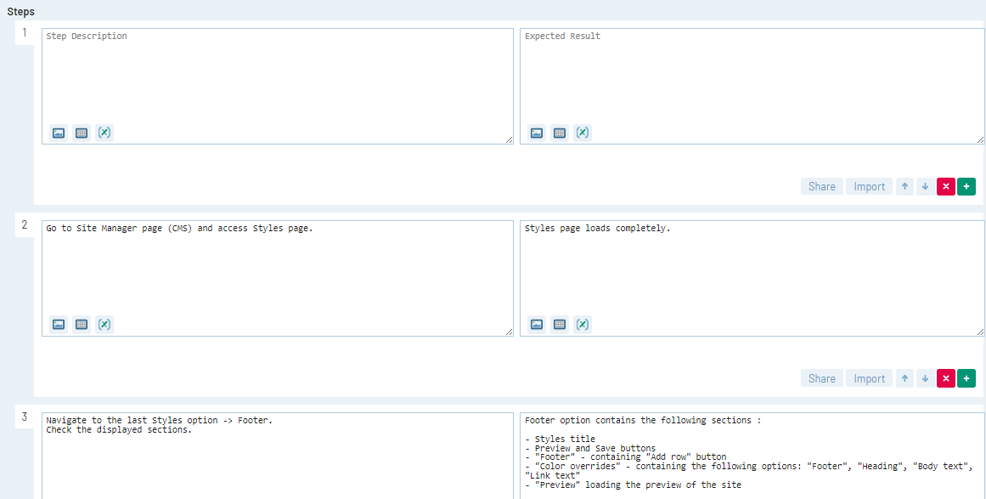 Steps
1
Step Description
Expected Result
Share Import
2
Go to Site Manager page (CMS) and access Styles page.
Styles page loads completely.
Share Import
3
Navigate to the last Styles option -> Footer.
Check the displayed sections.
Footer option contains the following sections :
- Styles title
- Preview and Save buttons
- "Footer" - containing "Add row" button
- "Color overrides" - containing the following options: "Footer", "Heading", "Body text",
"Link text"
- "Preview" loading the preview of the site